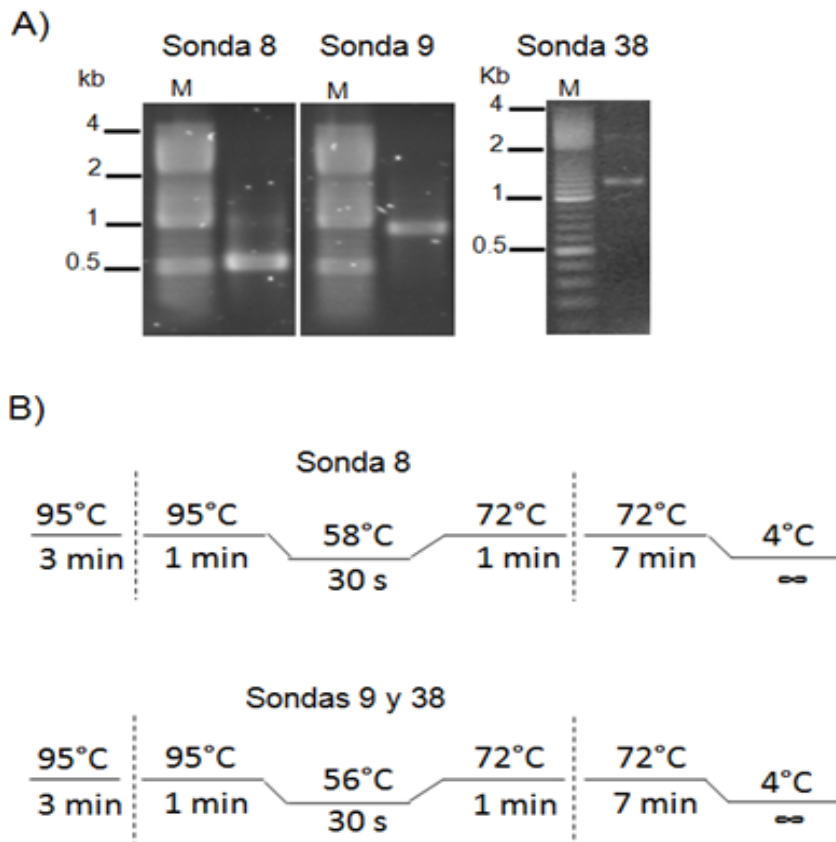 A)
Sonda 8 Sonda 9 Sonda 38
kb M M Kb M
4 4
2 2
1 1
0.5 0.5
B)
Sonda 8
95°C 95°C 58°C 72°C 72°C 4°C
3 min 1 min 30 s 1 min 7 min ∞
Sondas 9 y 38
95°C 95°C 56°C 72°C 72°C 4°C
3 min 1 min 30 s 1 min 7 min ∞